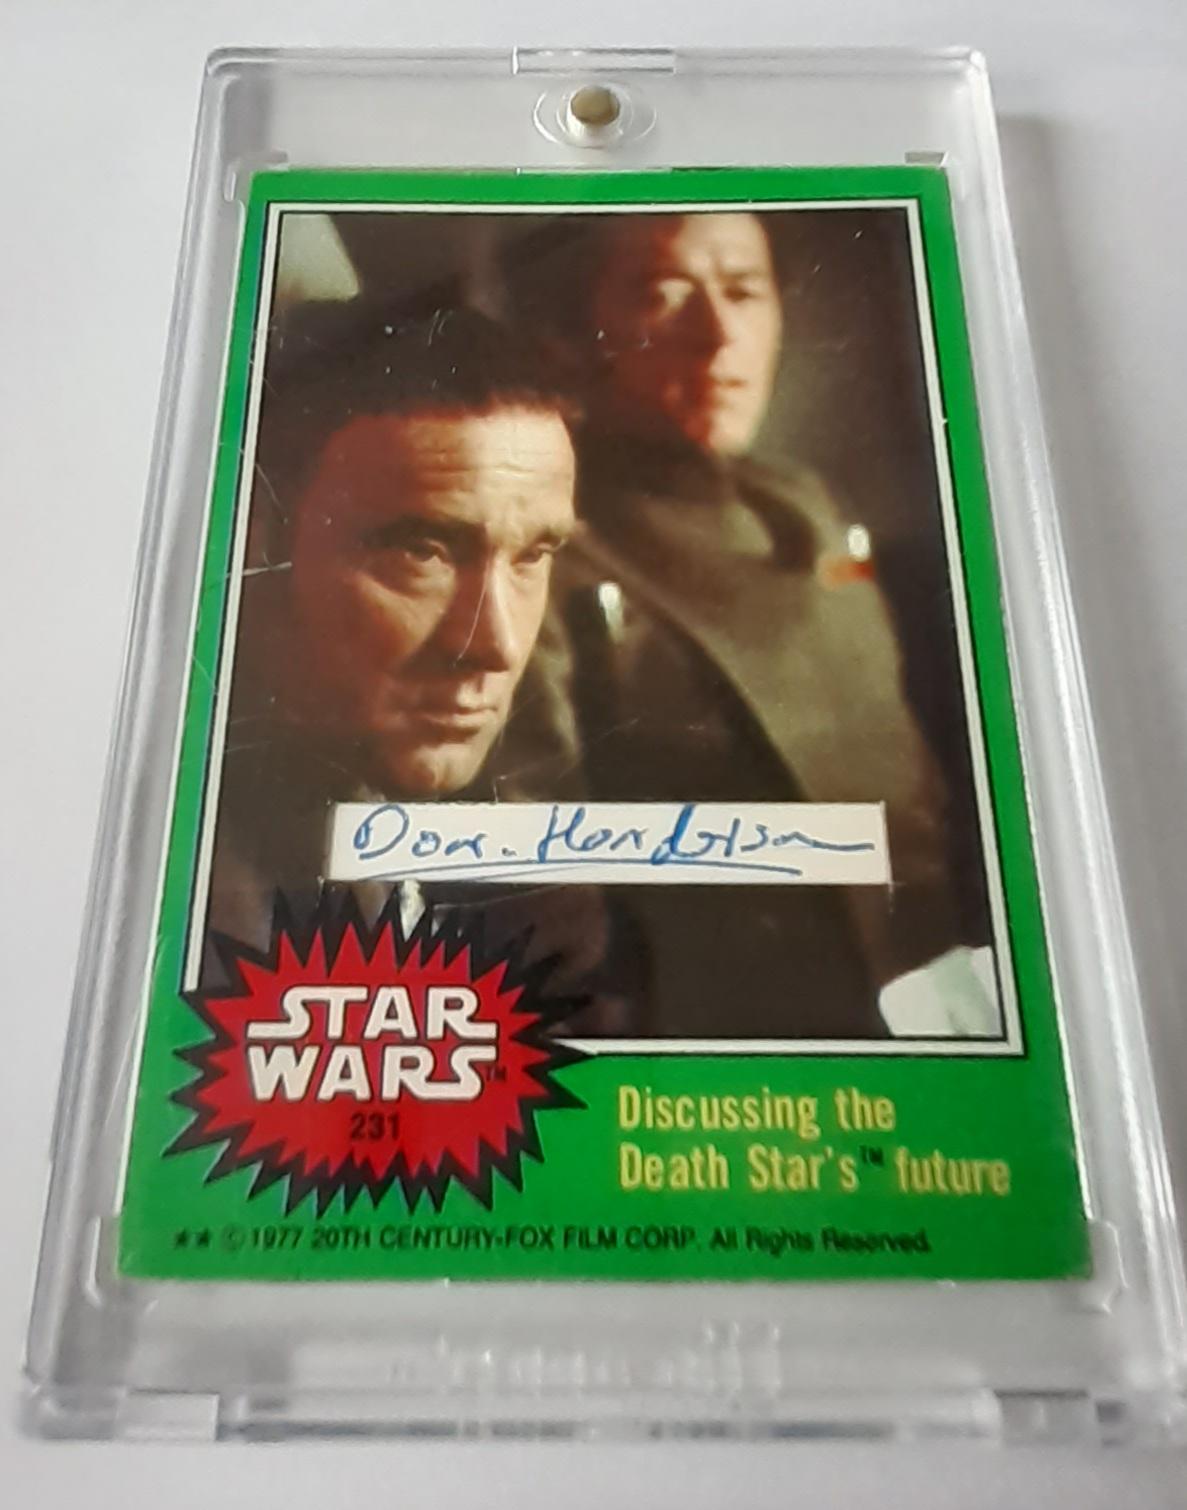 Don. Henderson
STAR
WARS™
231
Discussing the
Death Star's™ future
★★ © 1977 20TH CENTURY-FOX FILM CORP. All Rights Reserved.